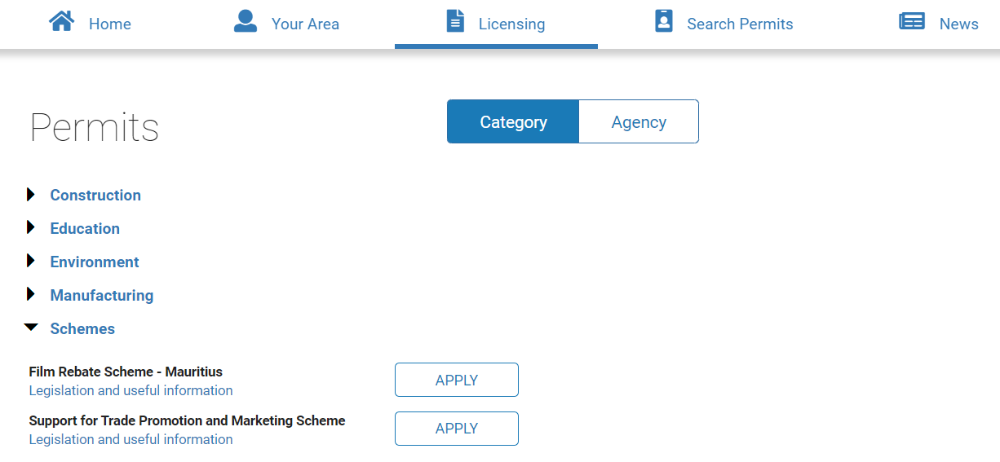 Home
Your Area
Licensing
Search Permits
News
Permits
Category
Agency
Construction
Education
Environment
Manufacturing
Schemes
Film Rebate Scheme - Mauritius
Legislation and useful information
APPLY
Support for Trade Promotion and Marketing Scheme
Legislation and useful information
APPLY